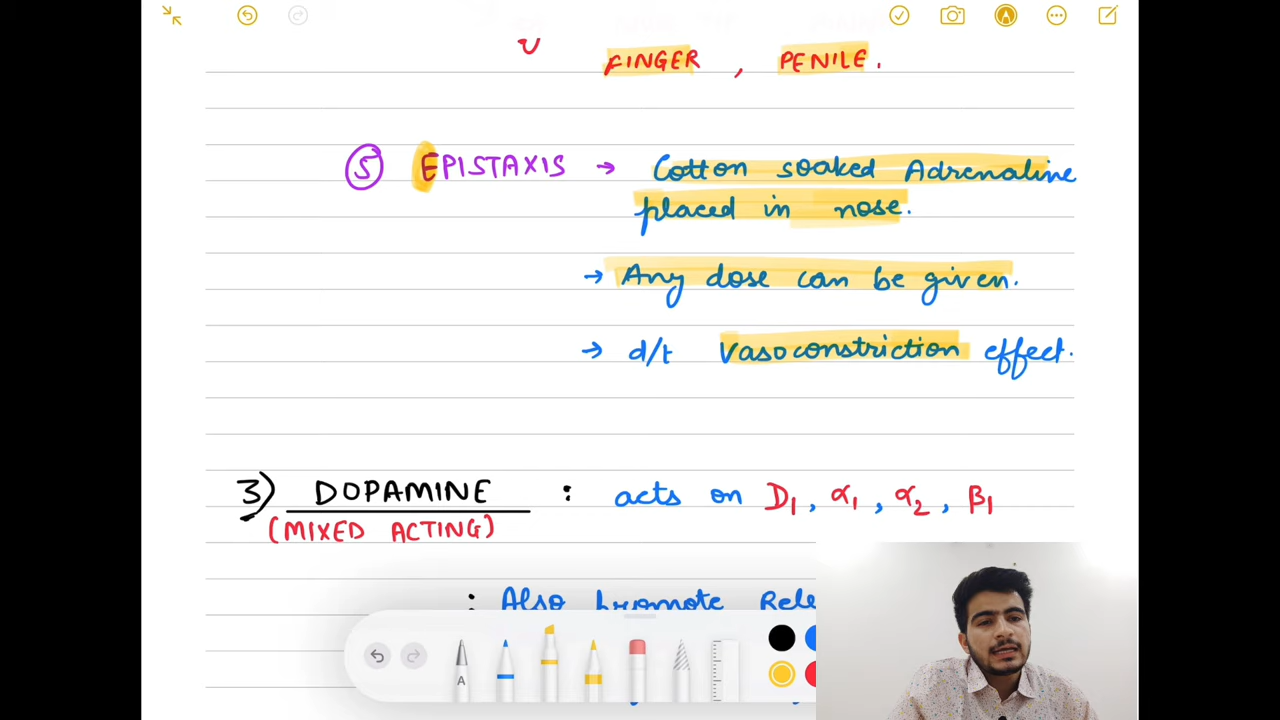 FINGER , PENILE.
5 EPISTAXIS → Cotton soaked Adrenaline
placed in nose.
→ Any dose can be given.
→ d/t Vasoconstriction effect.
3) DOPAMINE : acts on D1, α1, α2, β1
(MIXED ACTING)
: Also promote Rele
A